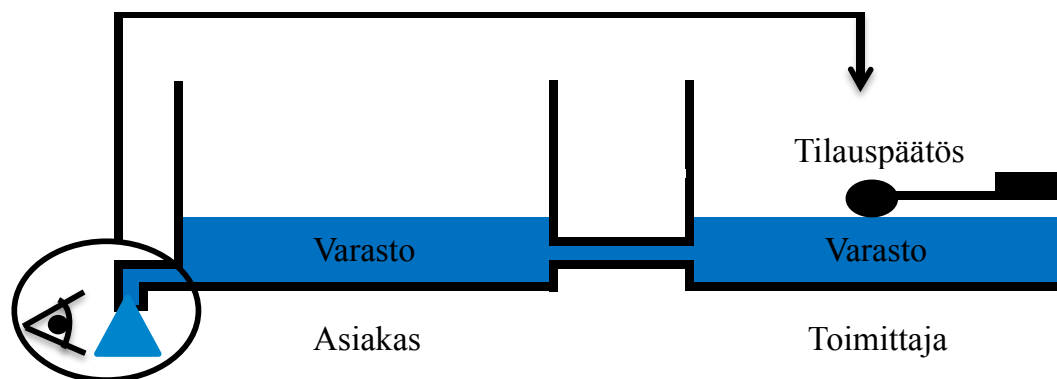 Tilauspäätös
Varasto
Varasto
Asiakas
Toimittaja